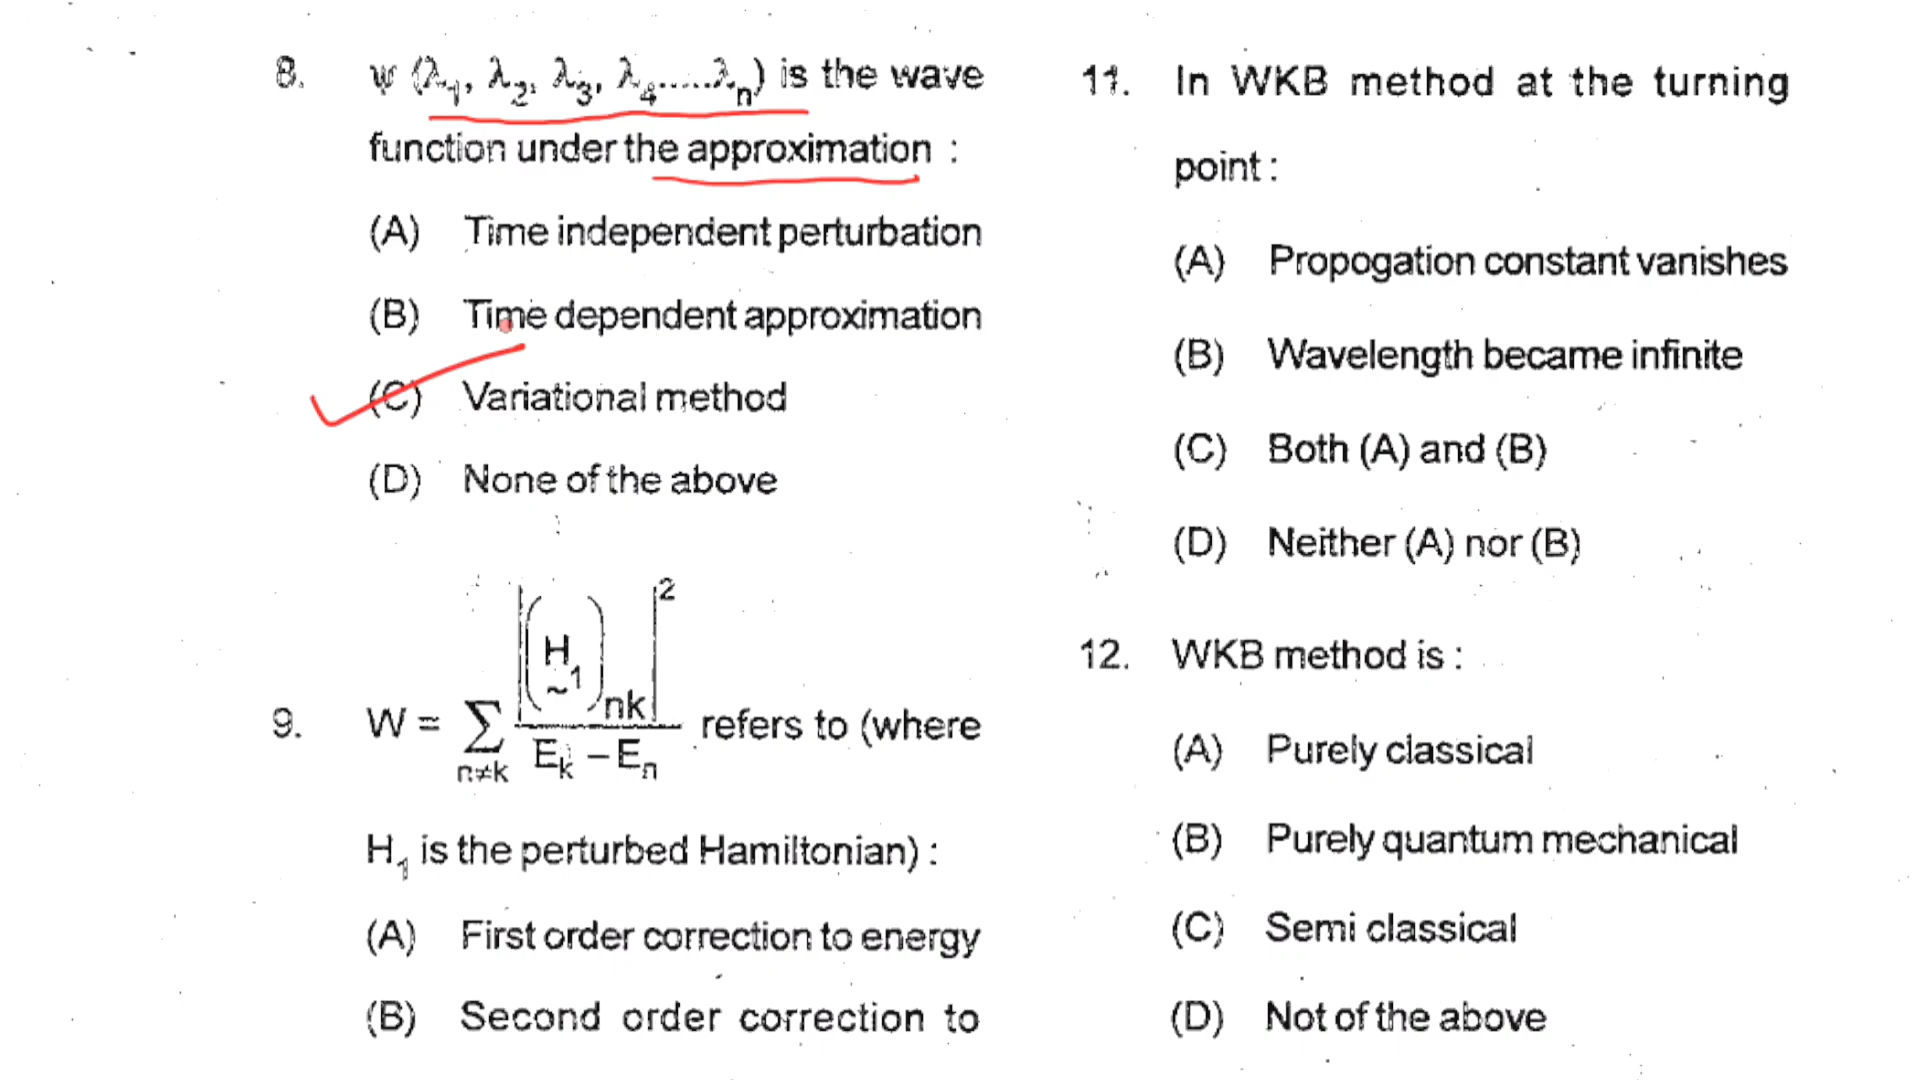 8. ψ (λ₁, λ₂, λ₃, λ₄.....λₙ) is the wave
function under the approximation :
(A) Time independent perturbation
(B) Time dependent approximation
(C) Variational method
(D) None of the above
9. W = Σ n≠k |(H̰₁)nk|² / Eₖ – Eₙ refers to (where
H₁ is the perturbed Hamiltonian) :
(A) First order correction to energy
(B) Second order correction to
11. In WKB method at the turning
point :
(A) Propogation constant vanishes
(B) Wavelength became infinite
(C) Both (A) and (B)
(D) Neither (A) nor (B)
12. WKB method is :
(A) Purely classical
(B) Purely quantum mechanical
(C) Semi classical
(D) Not of the above